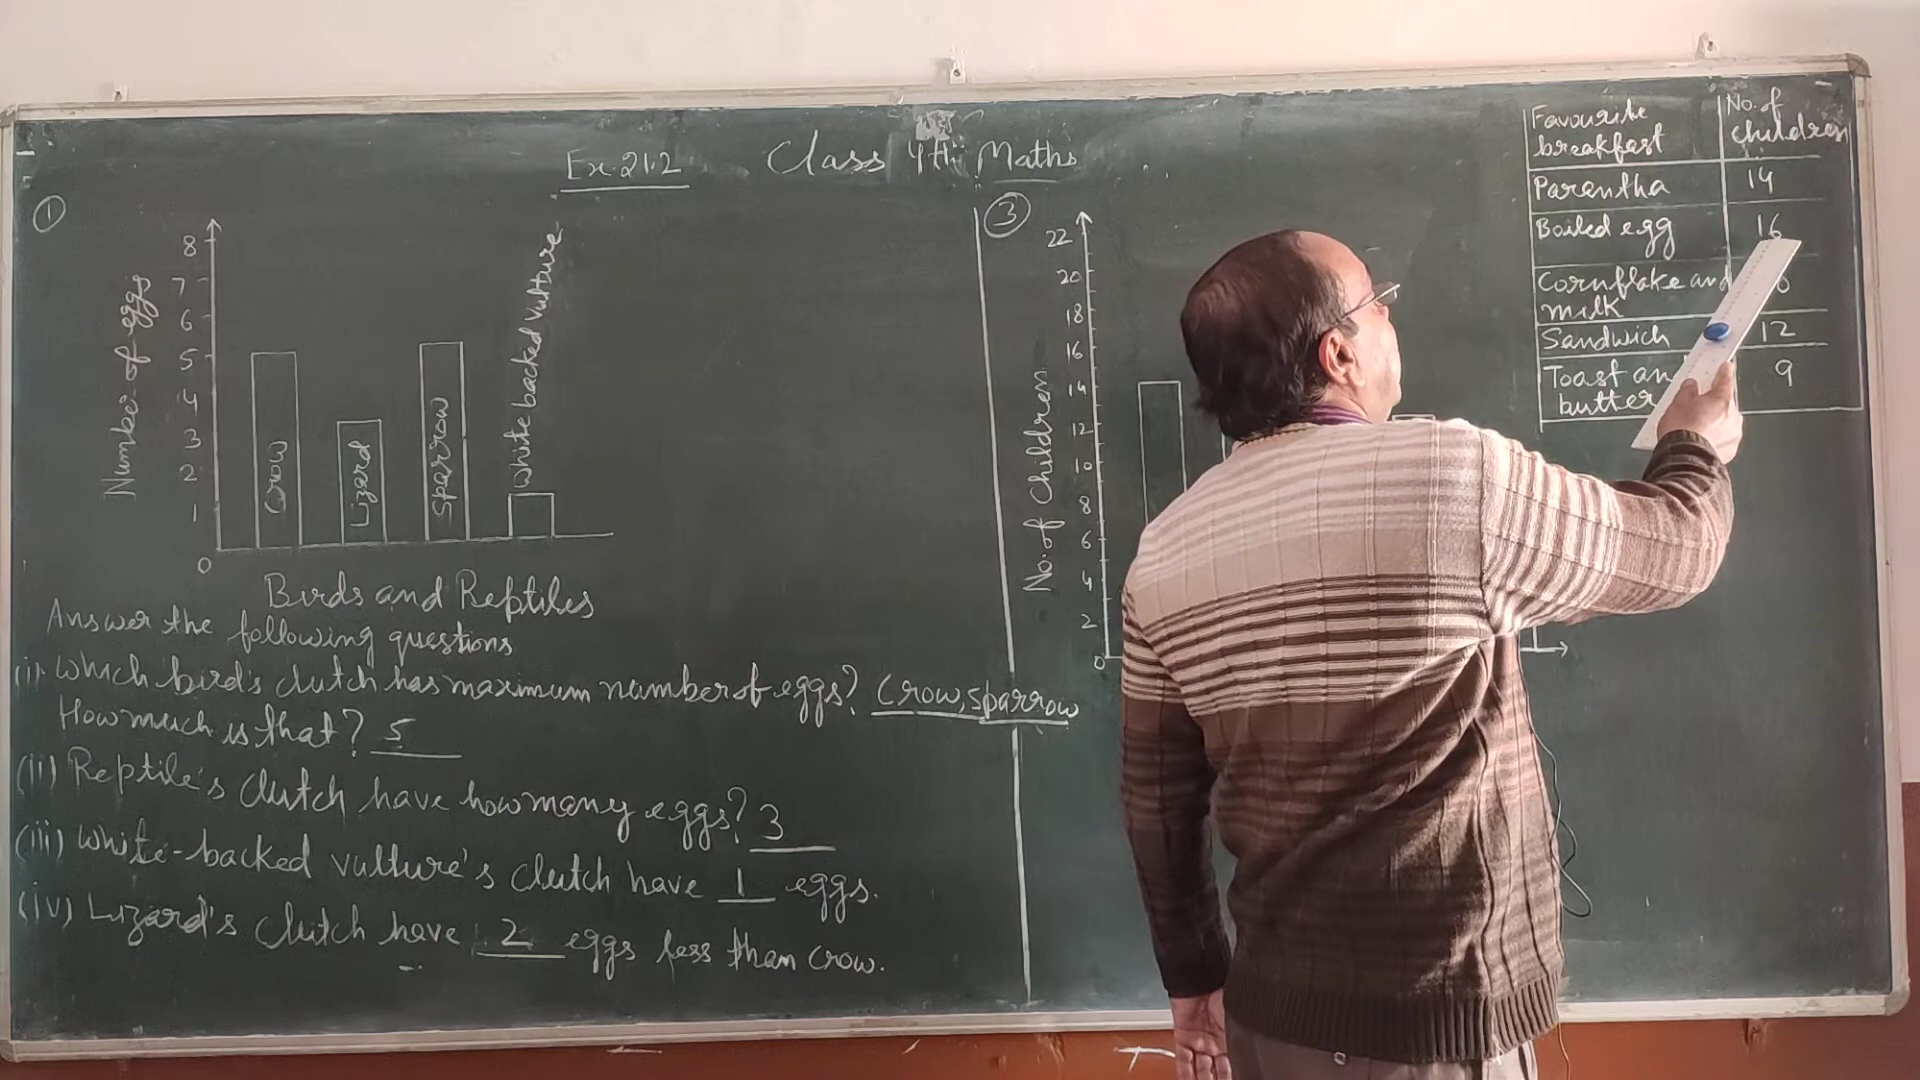 Ex. 21.2
Class 4th Maths
①
8
7
6
5
4
3
2
1
0
Number of eggs
Crow
Lizard
Sparrow
White backed vulture
Birds and Reptiles
Answer the following questions
(i) Which bird's clutch has maximum number of eggs? Crow, sparrow
How much is that? 5
(ii) Reptile's clutch have how many eggs? 3
(iii) White-backed vulture's clutch have 1 eggs.
(iv) Lizard's clutch have 2 eggs less than crow.
③
22
20
18
16
14
12
10
8
6
4
2
0
No. of Children
Favourite breakfast No. of children
Parantha 14
Boiled egg 16
Cornflake and milk
Sandwich 12
Toast an
butter 9